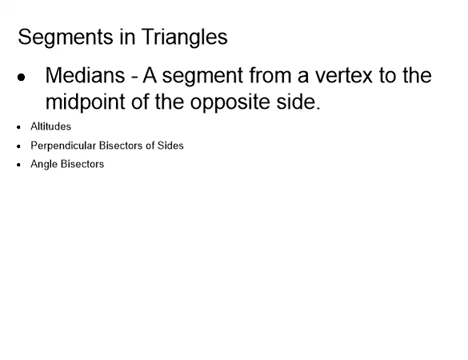 Segments in Triangles
• Medians - A segment from a vertex to the
midpoint of the opposite side.
• Altitudes
• Perpendicular Bisectors of Sides
• Angle Bisectors